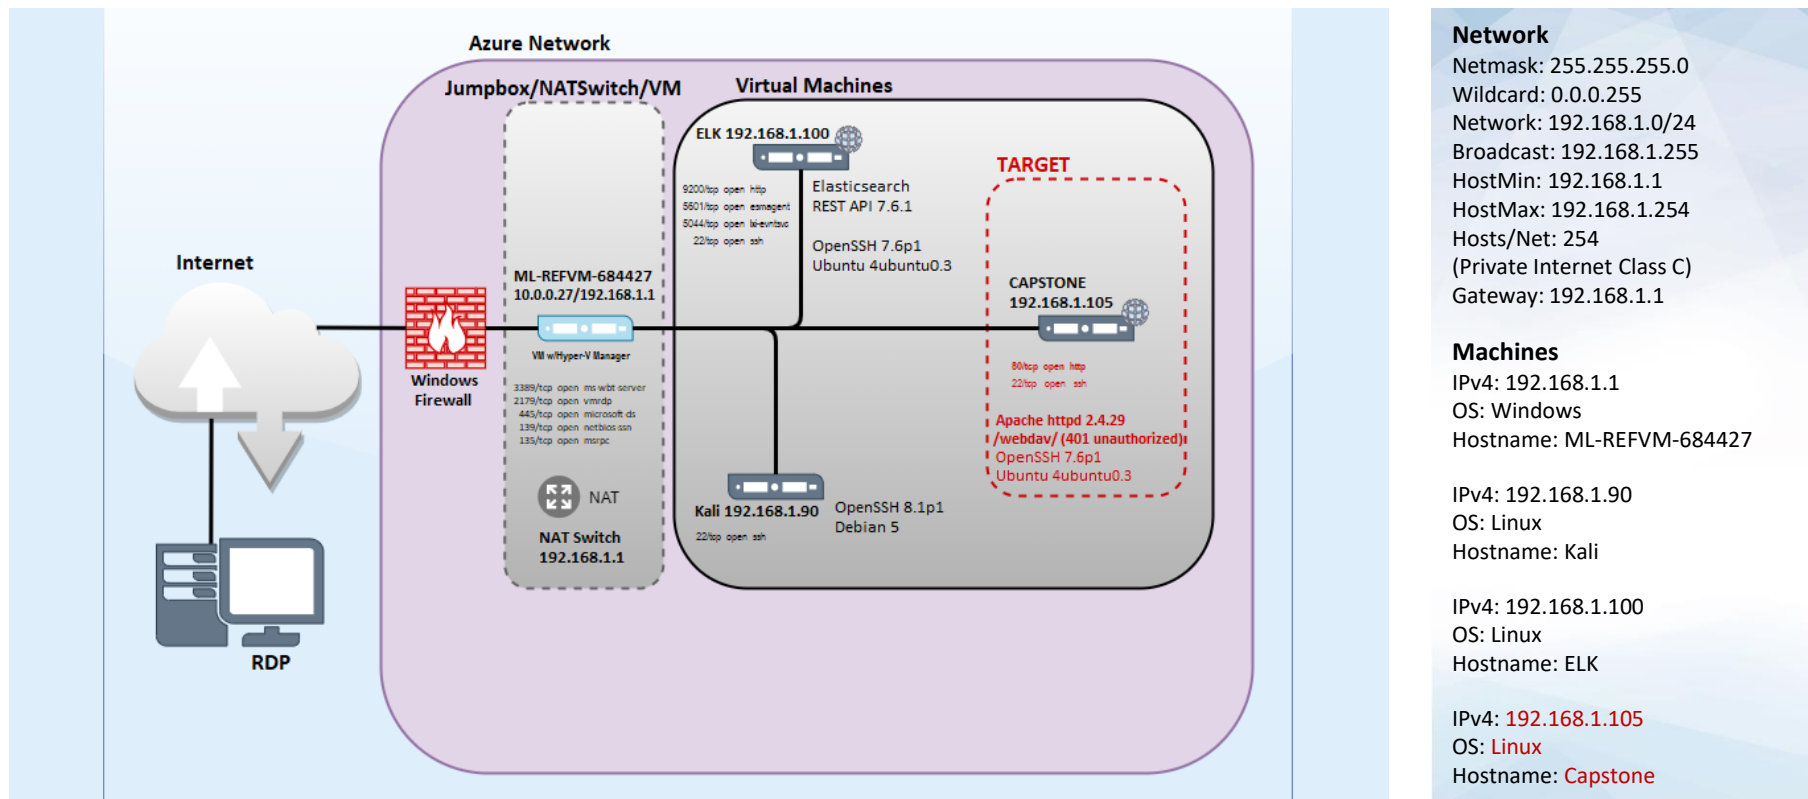 Azure Network
Jumpbox/NATSwitch/VM
Virtual Machines
ELK 192.168.1.100
9200/tcp open http
5601/tcp open esmagent
5044/tcp open lxi-evntsvc
22/tcp open ssh
Elasticsearch
REST API 7.6.1
OpenSSH 7.6p1
Ubuntu 4ubuntu0.3
TARGET
CAPSTONE
192.168.1.105
80/tcp open http
22/tcp open ssh
Apache httpd 2.4.29
/webdav/ (401 unauthorized)
OpenSSH 7.6p1
Ubuntu 4ubuntu0.3
Internet
Windows
Firewall
ML-REFVM-684427
10.0.0.27/192.168.1.1
VM w/Hyper-V Manager
3389/tcp open ms-wbt-server
2179/tcp open vmrdp
445/tcp open microsoft-ds
139/tcp open netbios-ssn
135/tcp open msrpc
NAT
NAT Switch
192.168.1.1
Kali 192.168.1.90
22/tcp open ssh
OpenSSH 8.1p1
Debian 5
RDP
Network
Netmask: 255.255.255.0
Wildcard: 0.0.0.255
Network: 192.168.1.0/24
Broadcast: 192.168.1.255
HostMin: 192.168.1.1
HostMax: 192.168.1.254
Hosts/Net: 254
(Private Internet Class C)
Gateway: 192.168.1.1
Machines
IPv4: 192.168.1.1
OS: Windows
Hostname: ML-REFVM-684427
IPv4: 192.168.1.90
OS: Linux
Hostname: Kali
IPv4: 192.168.1.100
OS: Linux
Hostname: ELK
IPv4: 192.168.1.105
OS: Linux
Hostname: Capstone